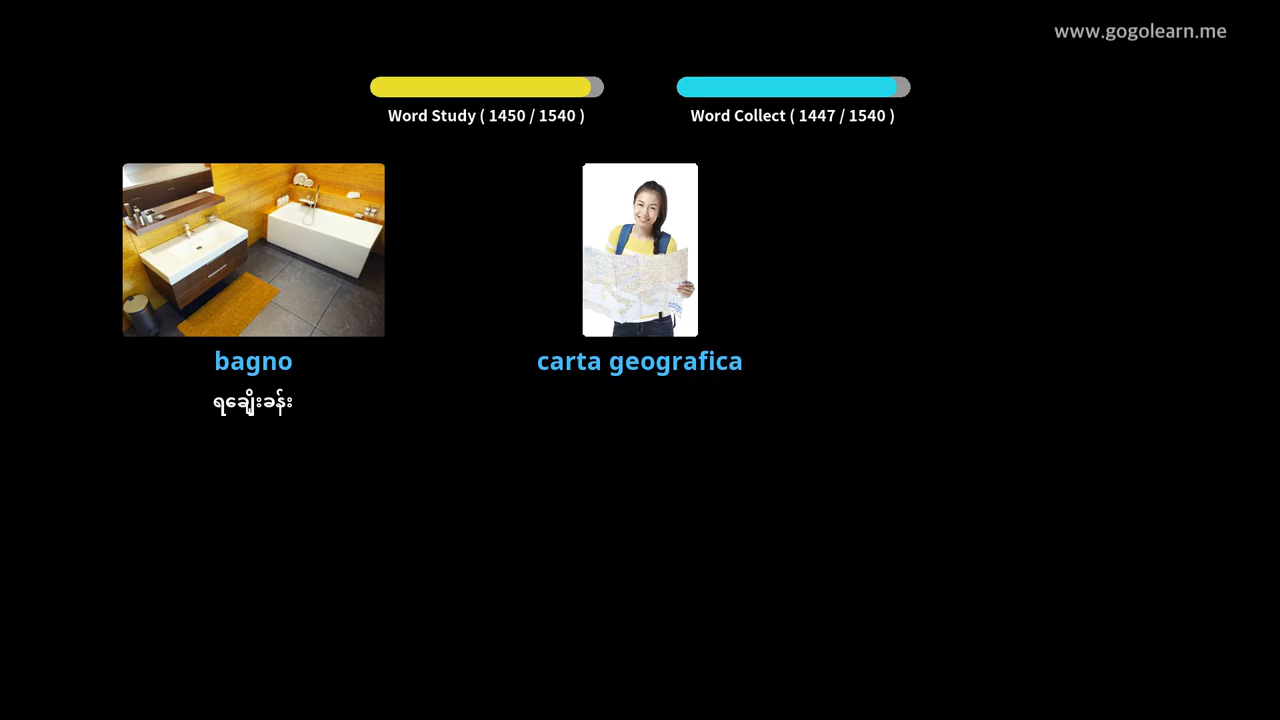 www.gogolearn.me
Word Study ( 1450 / 1540 )
Word Collect ( 1447 / 1540 )
bagno
carta geografica
ရေချိုးခန်း